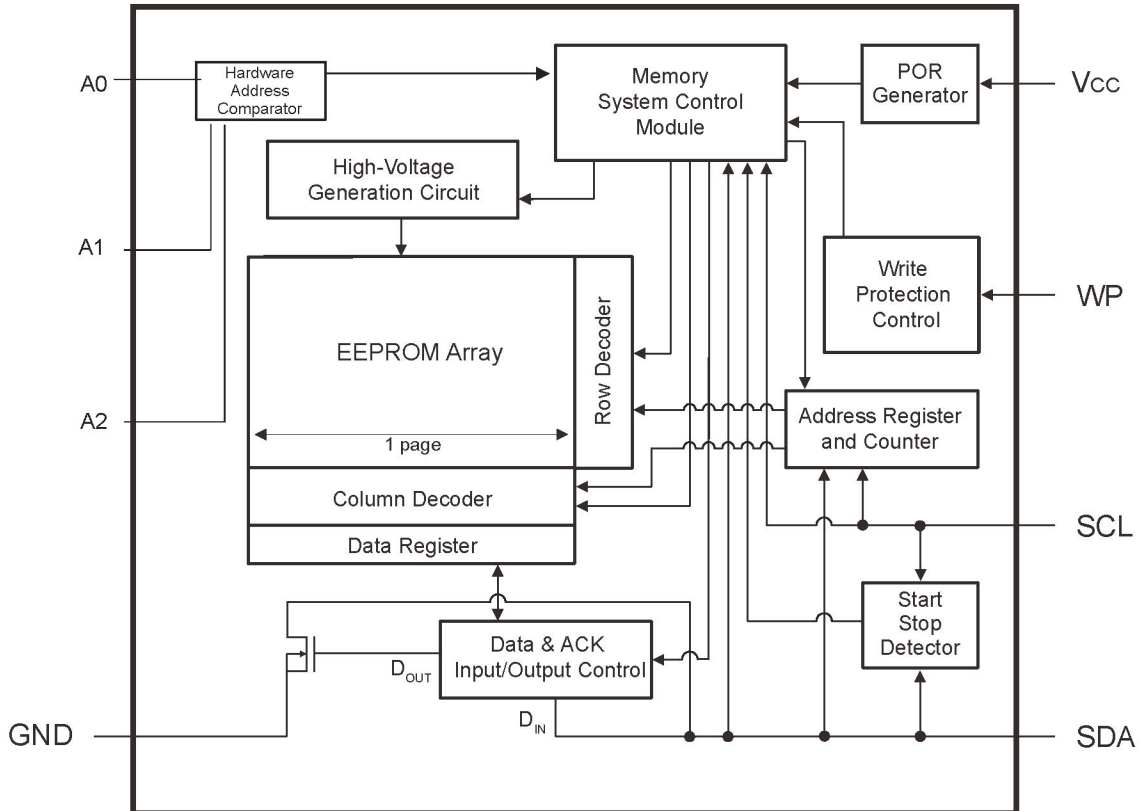 A0
Hardware
Address
Comparator
Memory
System Control
Module
POR
Generator
VCC
High-Voltage
Generation Circuit
A1
Write
Protection
Control
WP
EEPROM Array
Row Decoder
A2
1 page
Address Register
and Counter
Column Decoder
Data Register
SCL
Start
Stop
Detector
Data & ACK
Input/Output Control
DOUT
DIN
GND
SDA